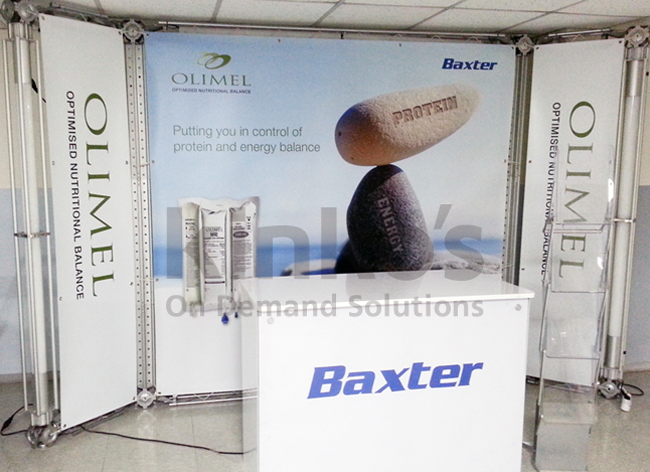 OLIMEL
OPTIMISED NUTRITIONAL BALANCE
OLIMEL
OPTIMISED NUTRITIONAL BALANCE
Baxter
Putting you in control of
protein and energy balance
PROTEIN
ENERGY
OLIMEL
OPTIMISED NUTRITIONAL BALANCE
kinko's
On Demand Solutions
Baxter